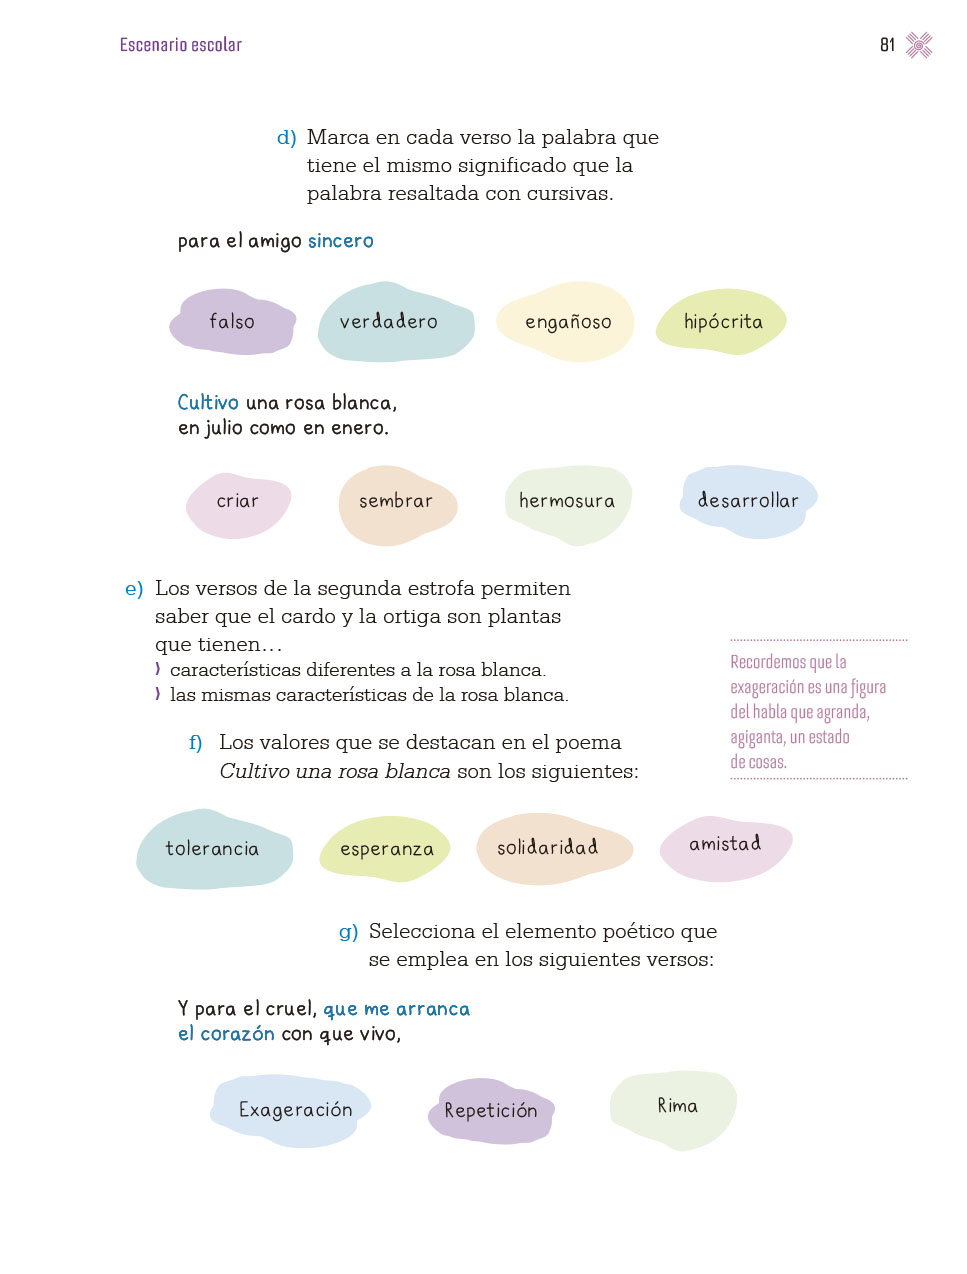 Escenario escolar
81
d) Marca en cada verso la palabra que
tiene el mismo significado que la
palabra resaltada con cursivas.
para el amigo sincero
falso verdadero engañoso hipócrita
Cultivo una rosa blanca,
en julio como en enero.
criar sembrar hermosura desarrollar
e) Los versos de la segunda estrofa permiten
saber que el cardo y la ortiga son plantas
que tienen...
⟩ características diferentes a la rosa blanca.
⟩ las mismas características de la rosa blanca.
Recordemos que la
exageración es una figura
del habla que agranda,
agiganta, un estado
de cosas.
f) Los valores que se destacan en el poema
Cultivo una rosa blanca son los siguientes:
tolerancia esperanza solidaridad amistad
g) Selecciona el elemento poético que
se emplea en los siguientes versos:
Y para el cruel, que me arranca
el corazón con que vivo,
Exageración Repetición Rima